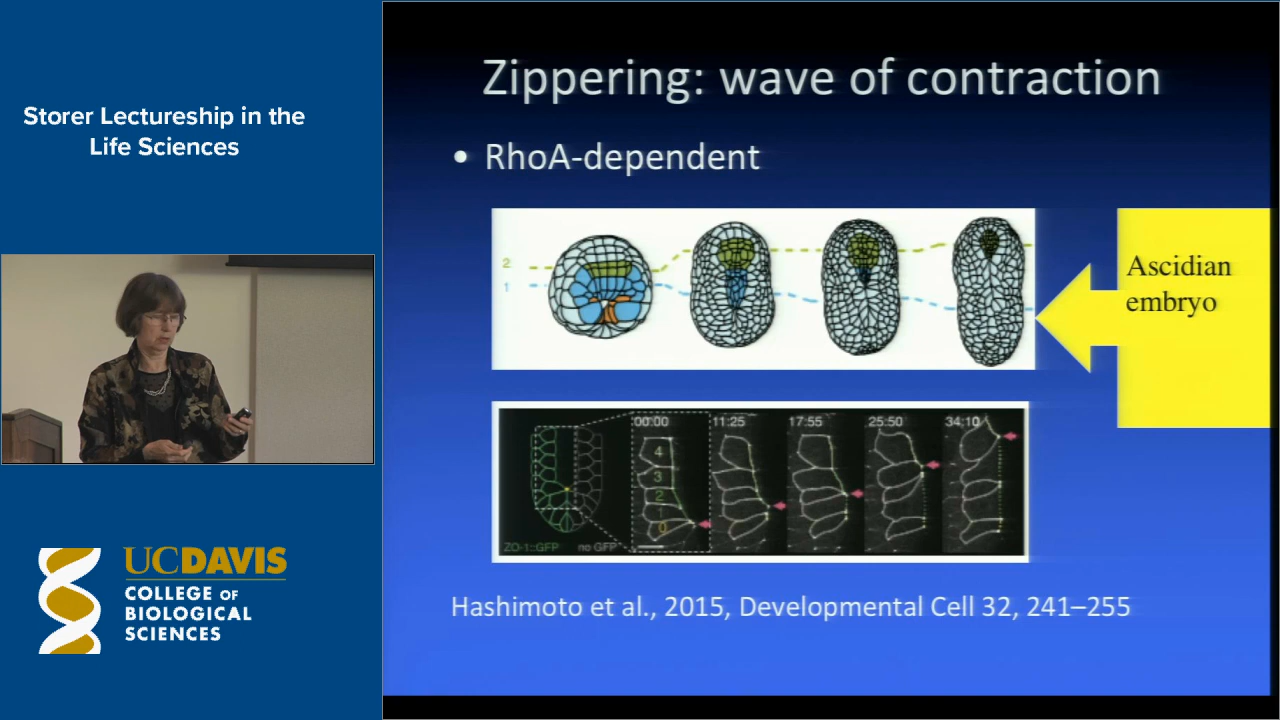 Storer Lectureship in the
Life Sciences
UCDAVIS
COLLEGE OF
BIOLOGICAL
SCIENCES
Zippering: wave of contraction
• RhoA-dependent
2
1
Ascidian
embryo
00:00 11:25 17:55 25:50 34:10
4
3
2
0
ZO-1::GFP no GFP
Hashimoto et al., 2015, Developmental Cell 32, 241–255